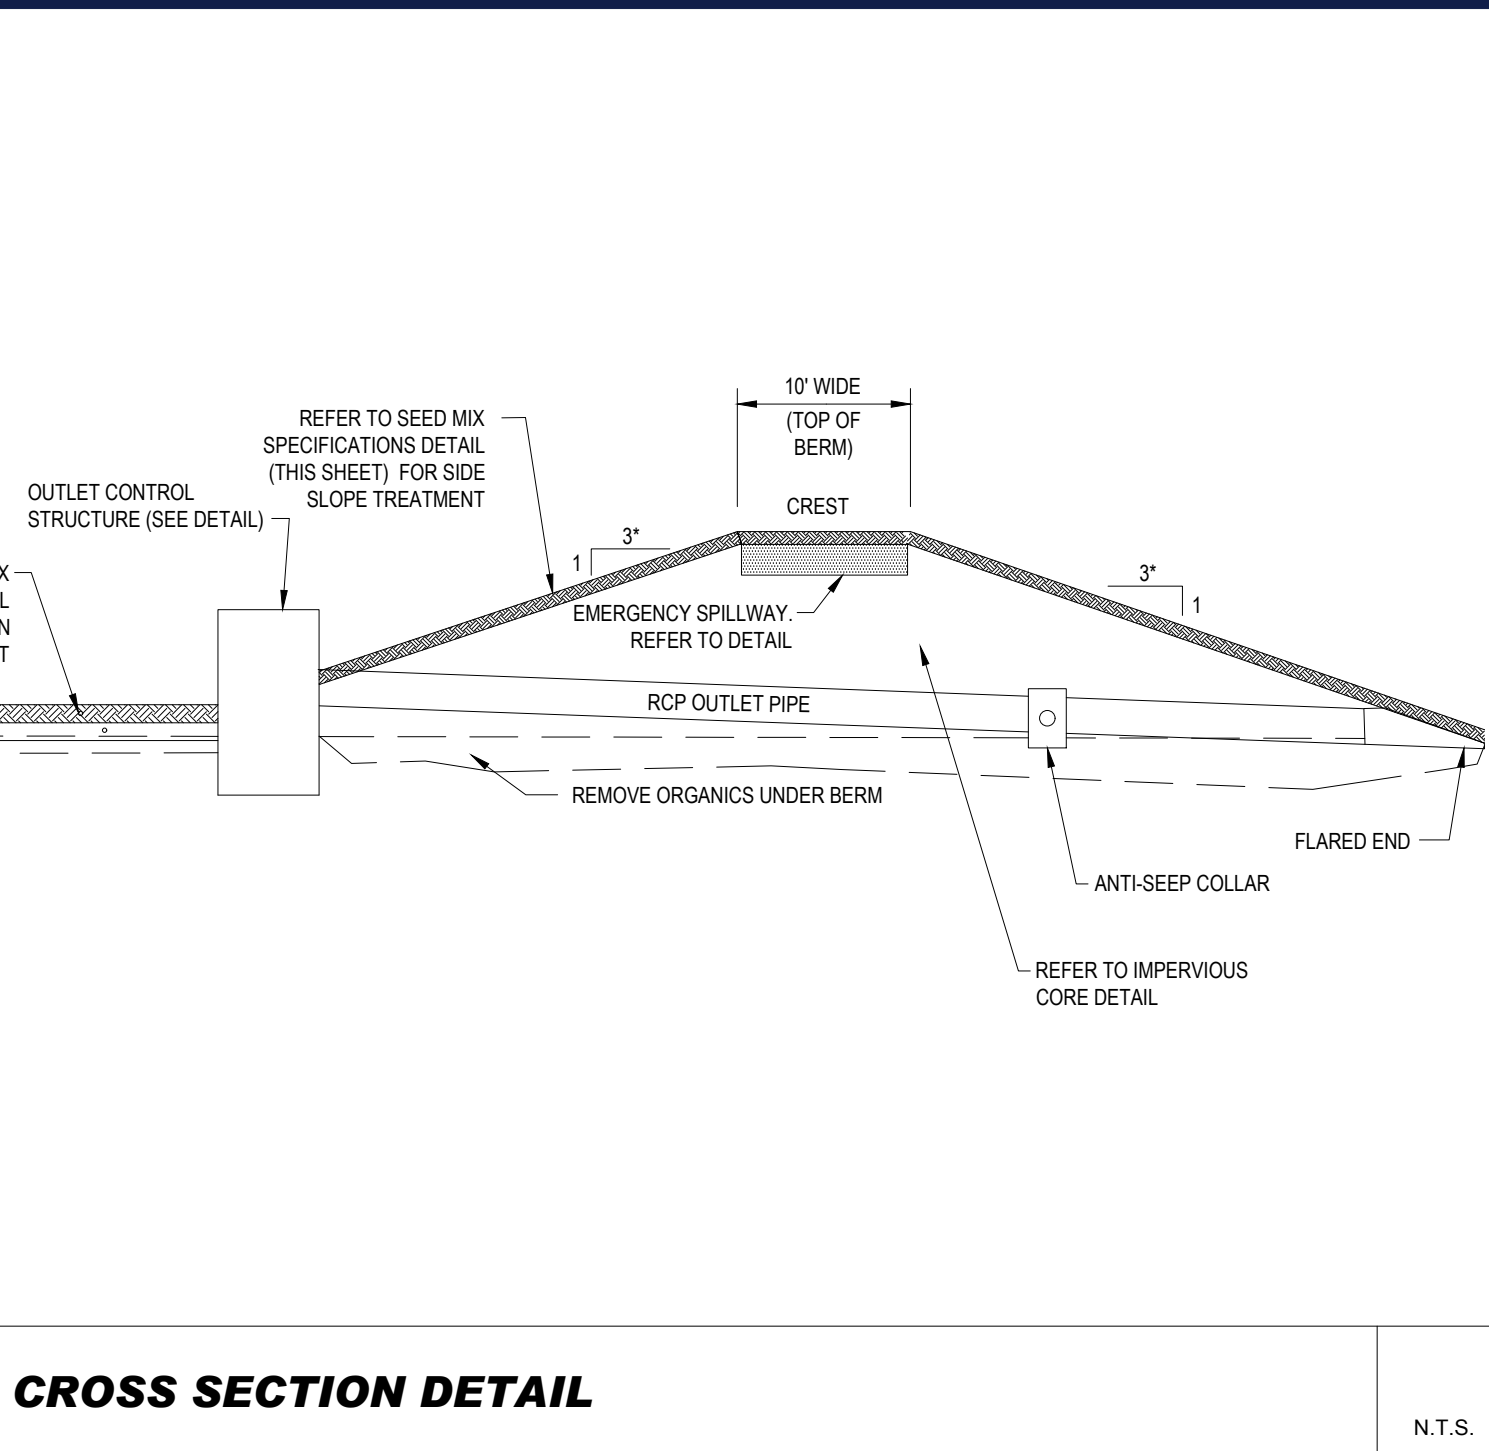 10' WIDE
(TOP OF
BERM)
CREST
REFER TO SEED MIX
SPECIFICATIONS DETAIL
(THIS SHEET)  FOR SIDE
SLOPE TREATMENT
OUTLET CONTROL
STRUCTURE (SEE DETAIL)
3*
1
3*
1
X
L
N
T
EMERGENCY SPILLWAY.
REFER TO DETAIL
RCP OUTLET PIPE
REMOVE ORGANICS UNDER BERM
FLARED END
ANTI-SEEP COLLAR
REFER TO IMPERVIOUS
CORE DETAIL
CROSS SECTION DETAIL
N.T.S.